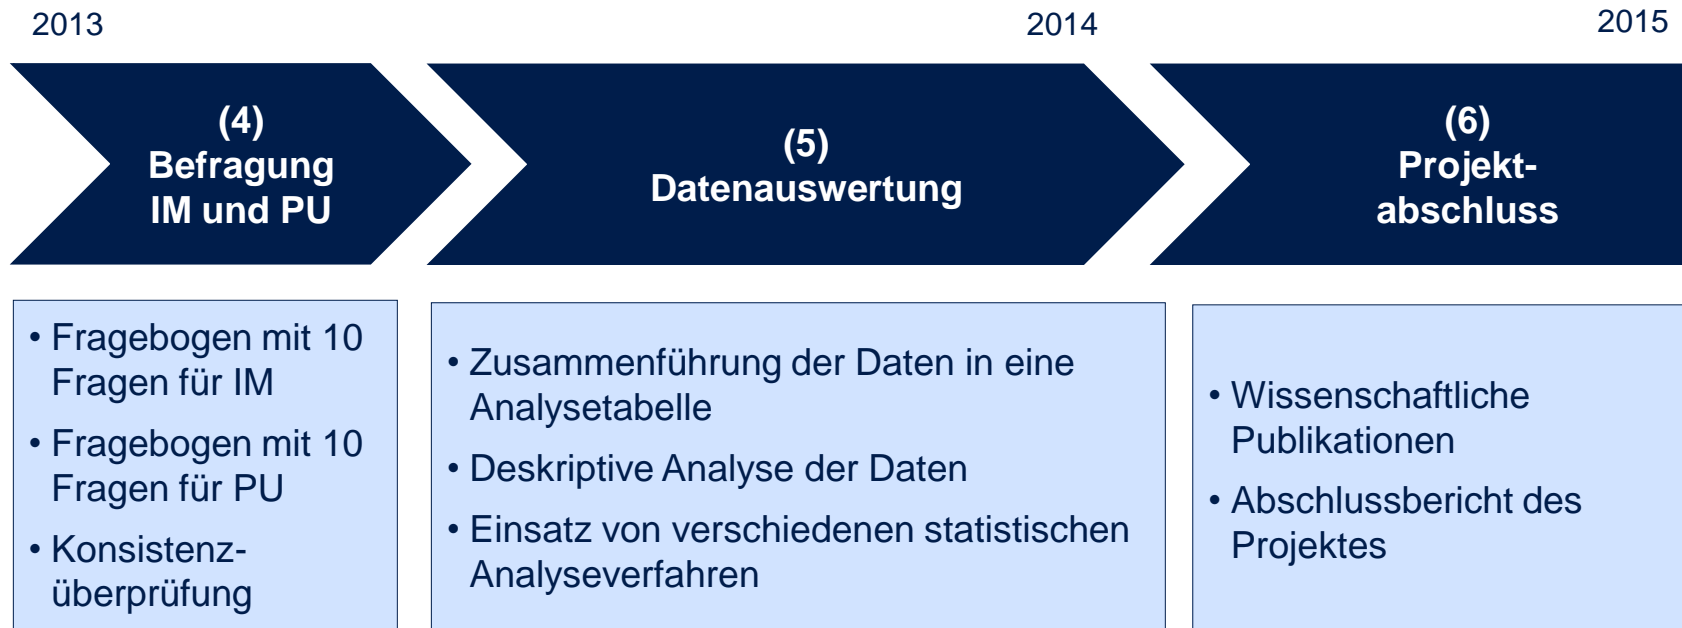 2013
2014
2015
(4)
Befragung
IM und PU
(5)
Datenauswertung
(6)
Projekt-
abschluss
• Fragebogen mit 10
Fragen für IM
• Fragebogen mit 10
Fragen für PU
• Konsistenz-
überprüfung
• Zusammenführung der Daten in eine
Analysetabelle
• Deskriptive Analyse der Daten
• Einsatz von verschiedenen statistischen
Analyseverfahren
• Wissenschaftliche
Publikationen
• Abschlussbericht des
Projektes